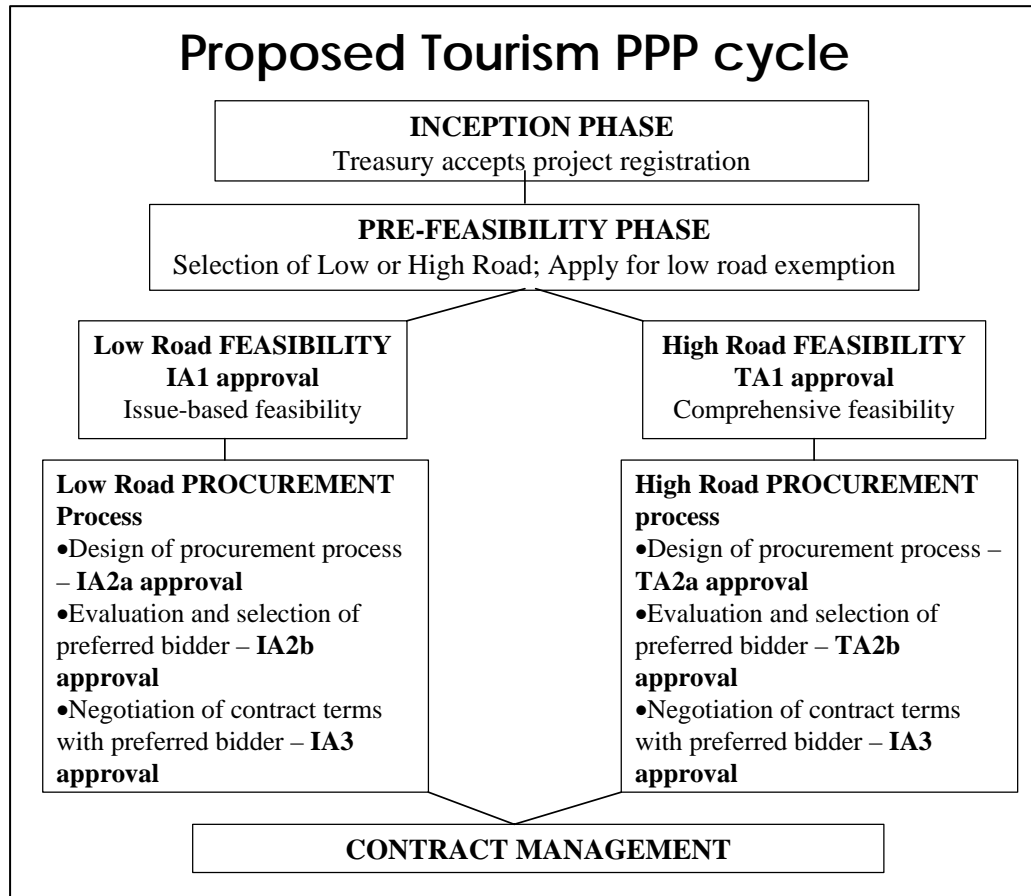 Proposed Tourism PPP cycle
INCEPTION PHASE
Treasury accepts project registration
PRE-FEASIBILITY PHASE
Selection of Low or High Road; Apply for low road exemption
Low Road FEASIBILITY
IA1 approval
Issue-based feasibility
High Road FEASIBILITY
TA1 approval
Comprehensive feasibility
Low Road PROCUREMENT
Process
•Design of procurement process
– IA2a approval
•Evaluation and selection of
preferred bidder – IA2b
approval
•Negotiation of contract terms
with preferred bidder – IA3
approval
High Road PROCUREMENT
process
•Design of procurement process –
TA2a approval
•Evaluation and selection of
preferred bidder – TA2b
approval
•Negotiation of contract terms
with preferred bidder – IA3
approval
CONTRACT MANAGEMENT